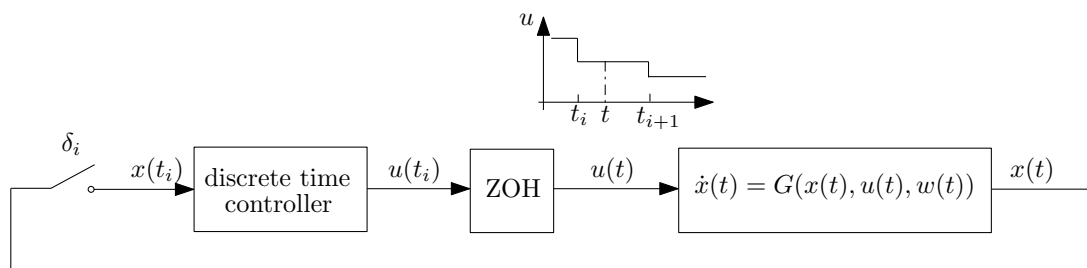 u
t_i t t_{i+1}
δ_i
x(t_i)
discrete time
controller
u(t_i)
ZOH
u(t)
ẋ(t) = G(x(t), u(t), w(t))
x(t)